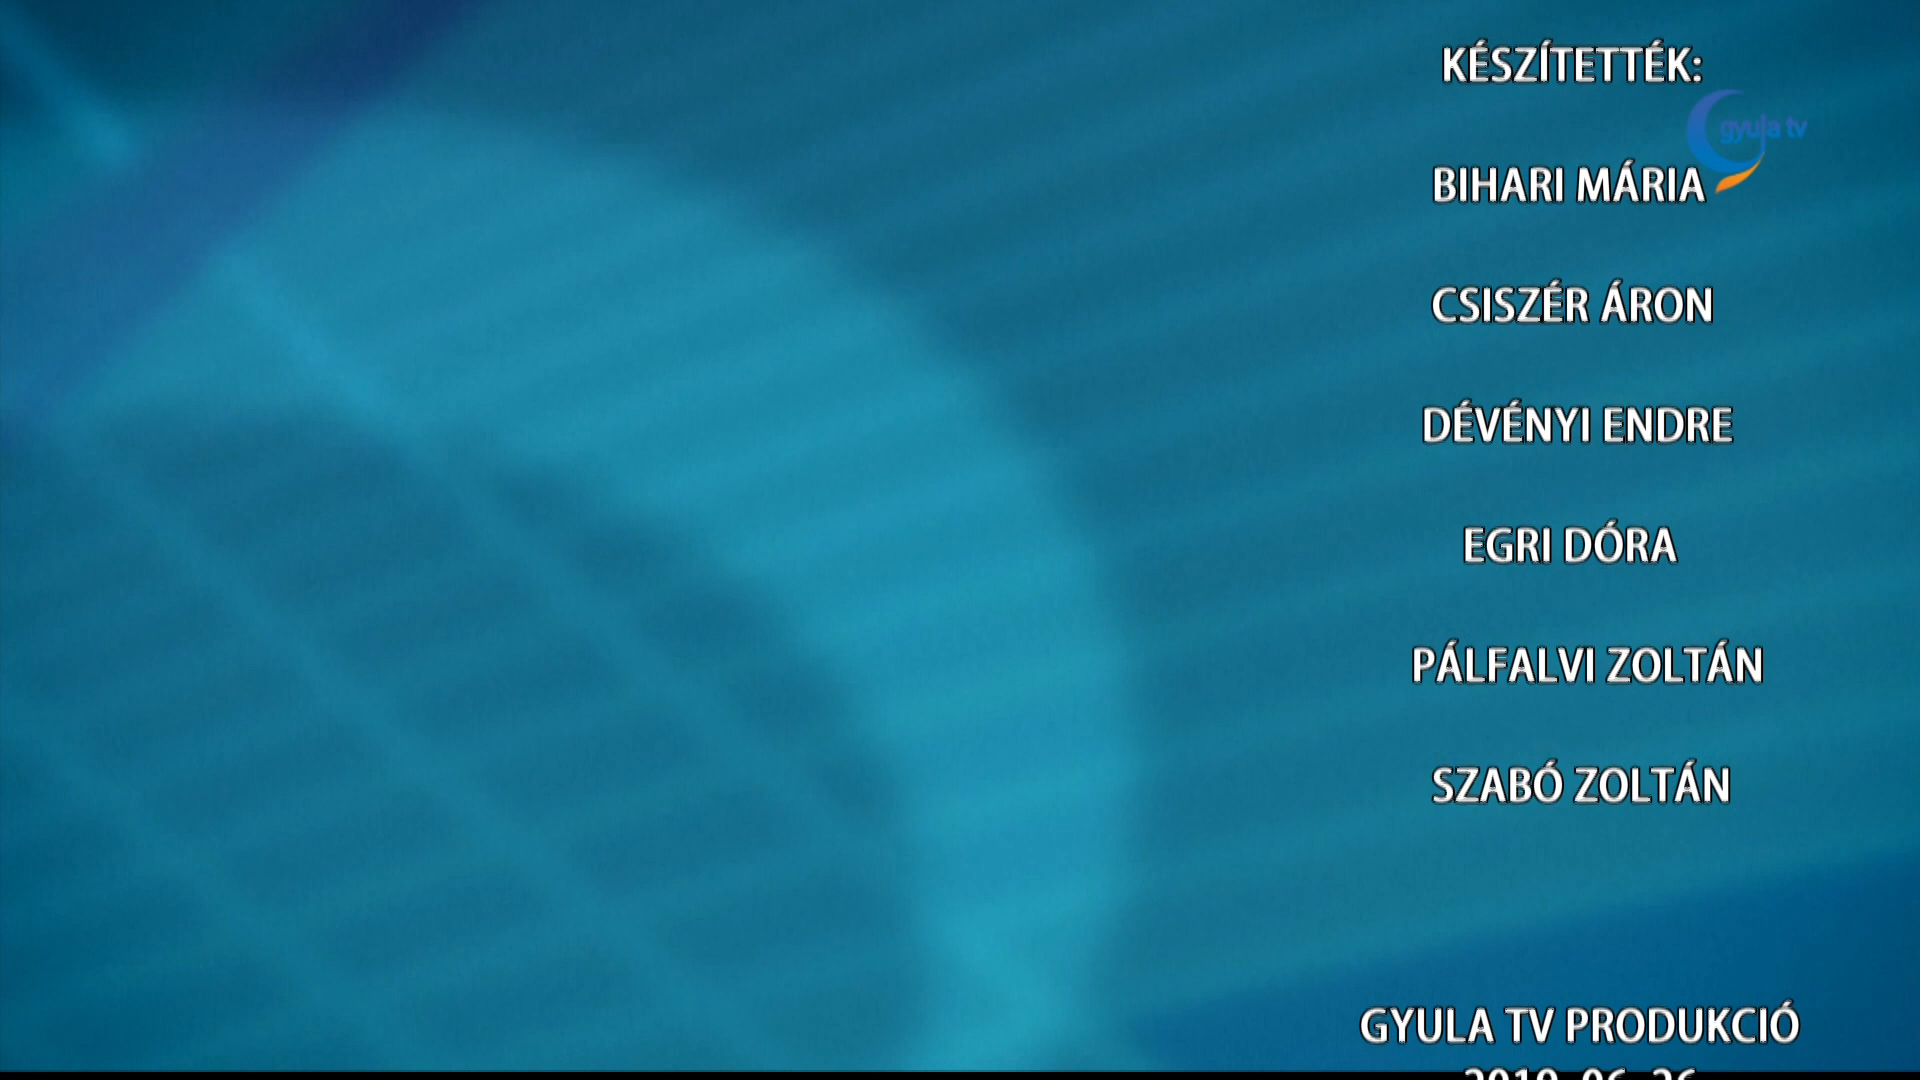 KÉSZÍTETTÉK:
gyula tv
BIHARI MÁRIA
CSISZÉR ÁRON
DÉVÉNYI ENDRE
EGRI DÓRA
PÁLFALVI ZOLTÁN
SZABÓ ZOLTÁN
GYULA TV PRODUKCIÓ